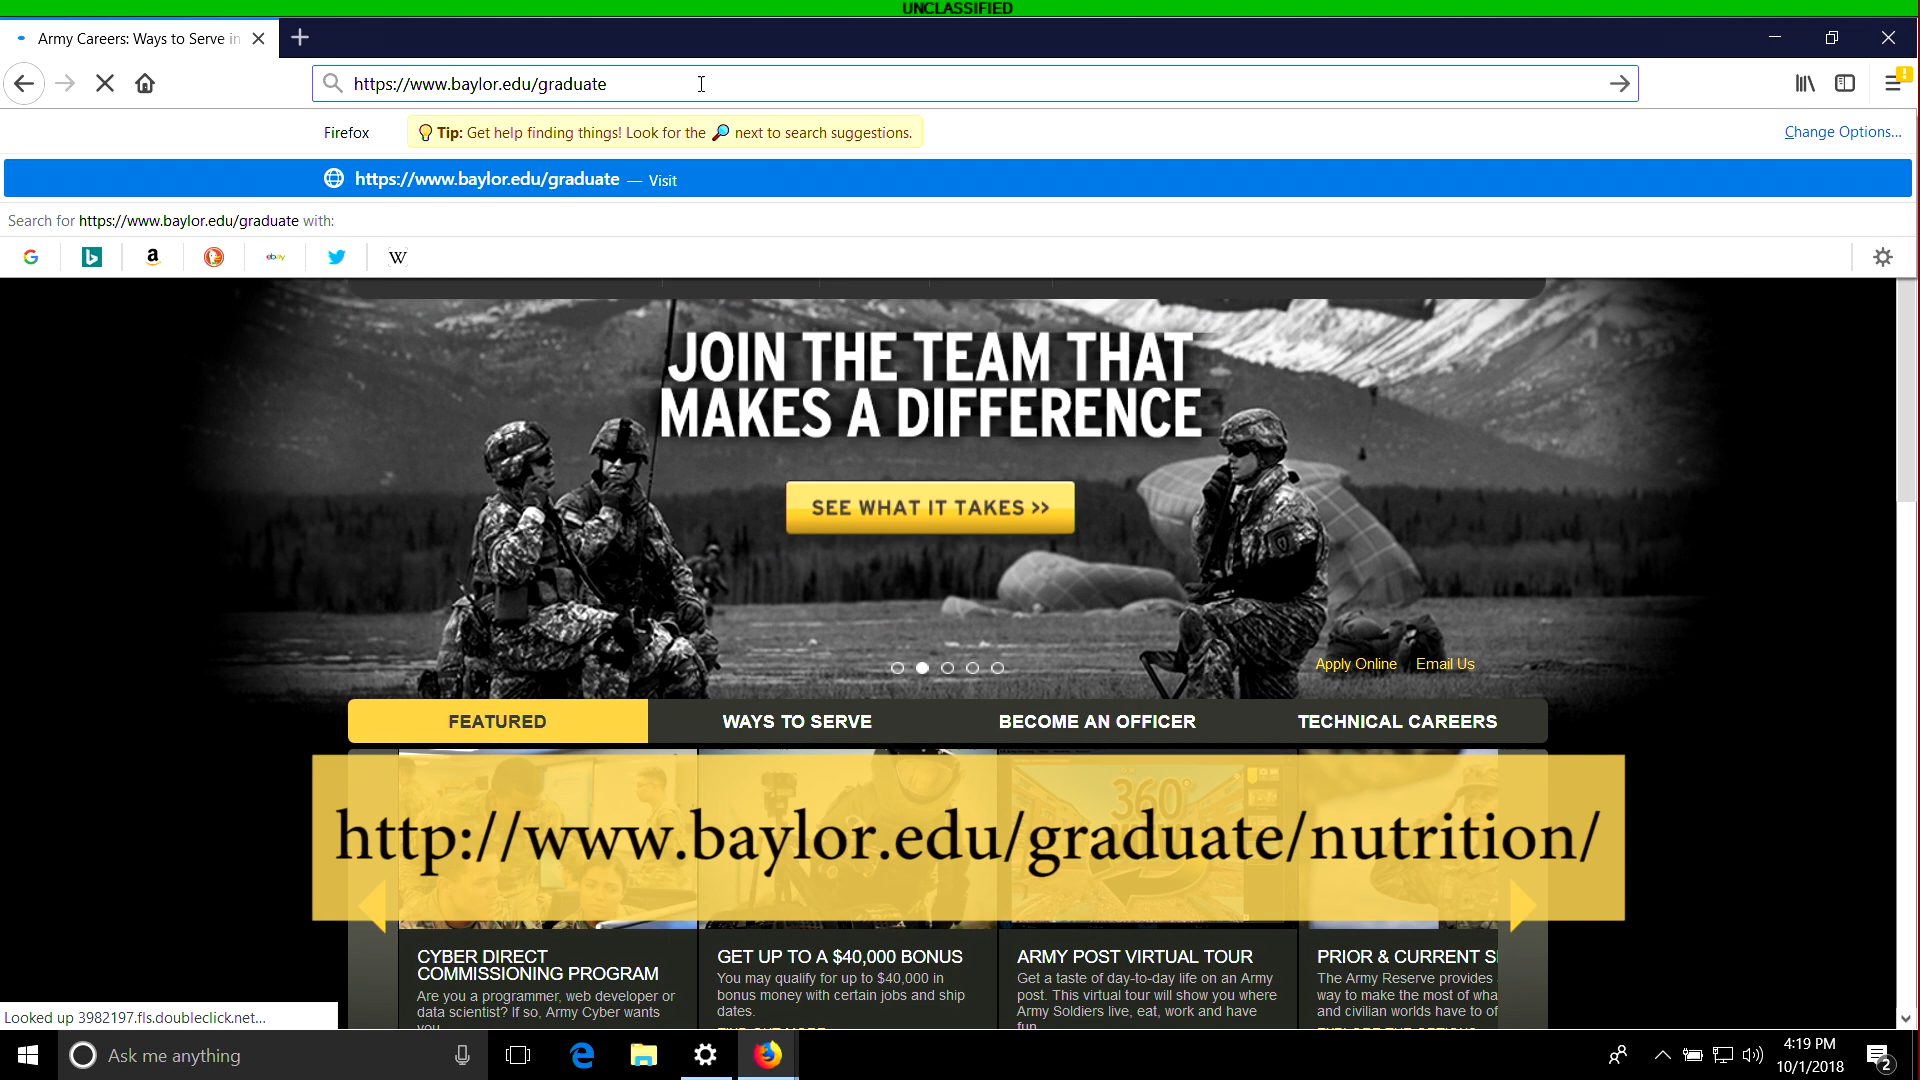 UNCLASSIFIED
Army Careers: Ways to Serve in
https://www.baylor.edu/graduate
Firefox
Tip: Get help finding things! Look for the 🔎 next to search suggestions.
Change Options...
https://www.baylor.edu/graduate — Visit
Search for https://www.baylor.edu/graduate with:
G b a ebay W
JOIN THE TEAM THAT
MAKES A DIFFERENCE
SEE WHAT IT TAKES >>
Apply Online Email Us
FEATURED WAYS TO SERVE BECOME AN OFFICER TECHNICAL CAREERS
360
http://www.baylor.edu/graduate/nutrition/
CYBER DIRECT
COMMISSIONING PROGRAM
Are you a programmer, web developer or
data scientist? If so, Army Cyber wants
you
GET UP TO A $40,000 BONUS
You may qualify for up to $40,000 in
bonus money with certain jobs and ship
dates.
ARMY POST VIRTUAL TOUR
Get a taste of day-to-day life on an Army
post. This virtual tour will show you where
Army Soldiers live, eat, work and have
fun
PRIOR & CURRENT S
The Army Reserve provides
way to make the most of wha
and civilian worlds have to of
Looked up 3982197.fls.doubleclick.net...
Ask me anything
4:19 PM
10/1/2018
2